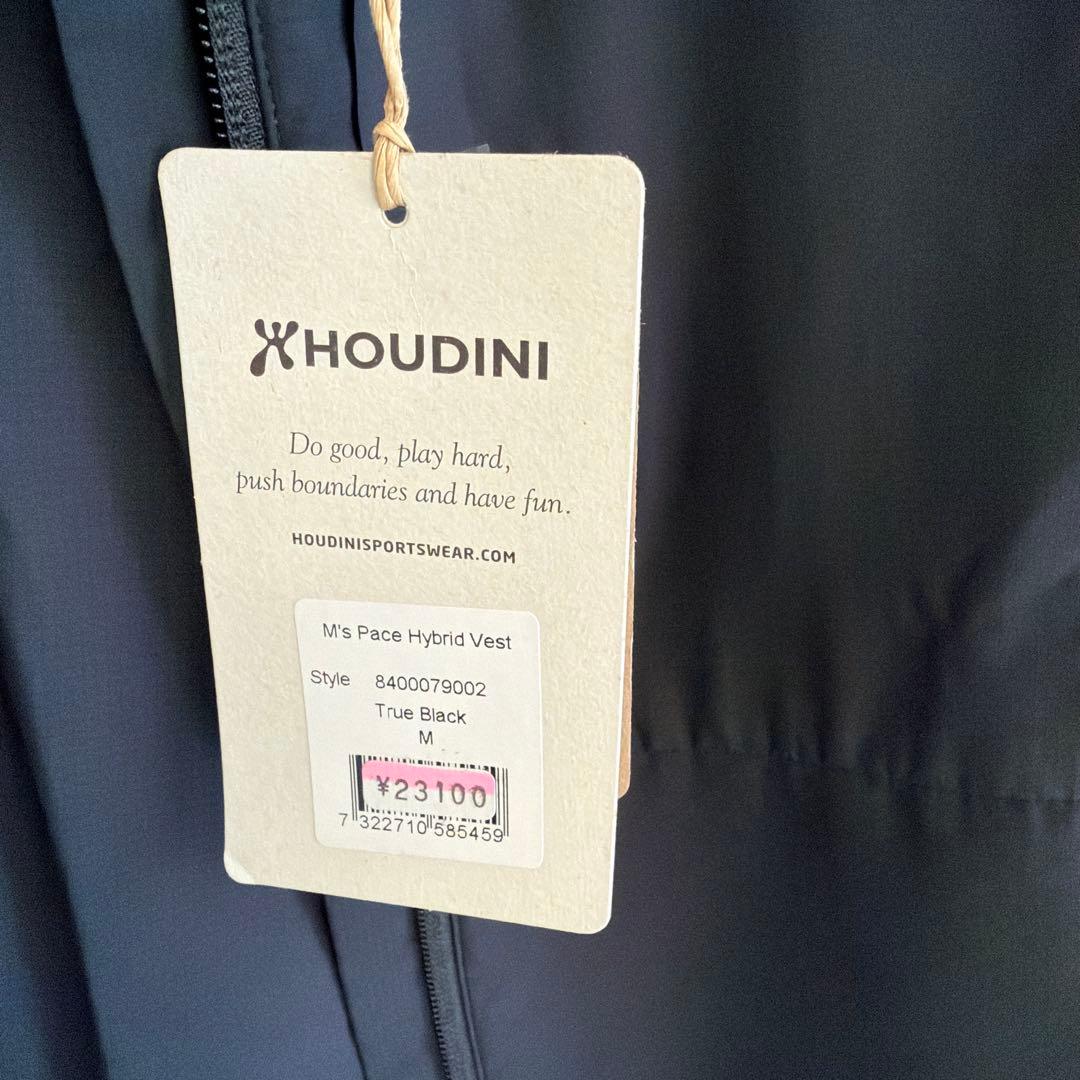 HOUDINI
Do good, play hard,
push boundaries and have fun.
HOUDINISPORTSWEAR.COM
M's Pace Hybrid Vest
Style 8400079002
True Black
M
¥23100
7 322710 585459